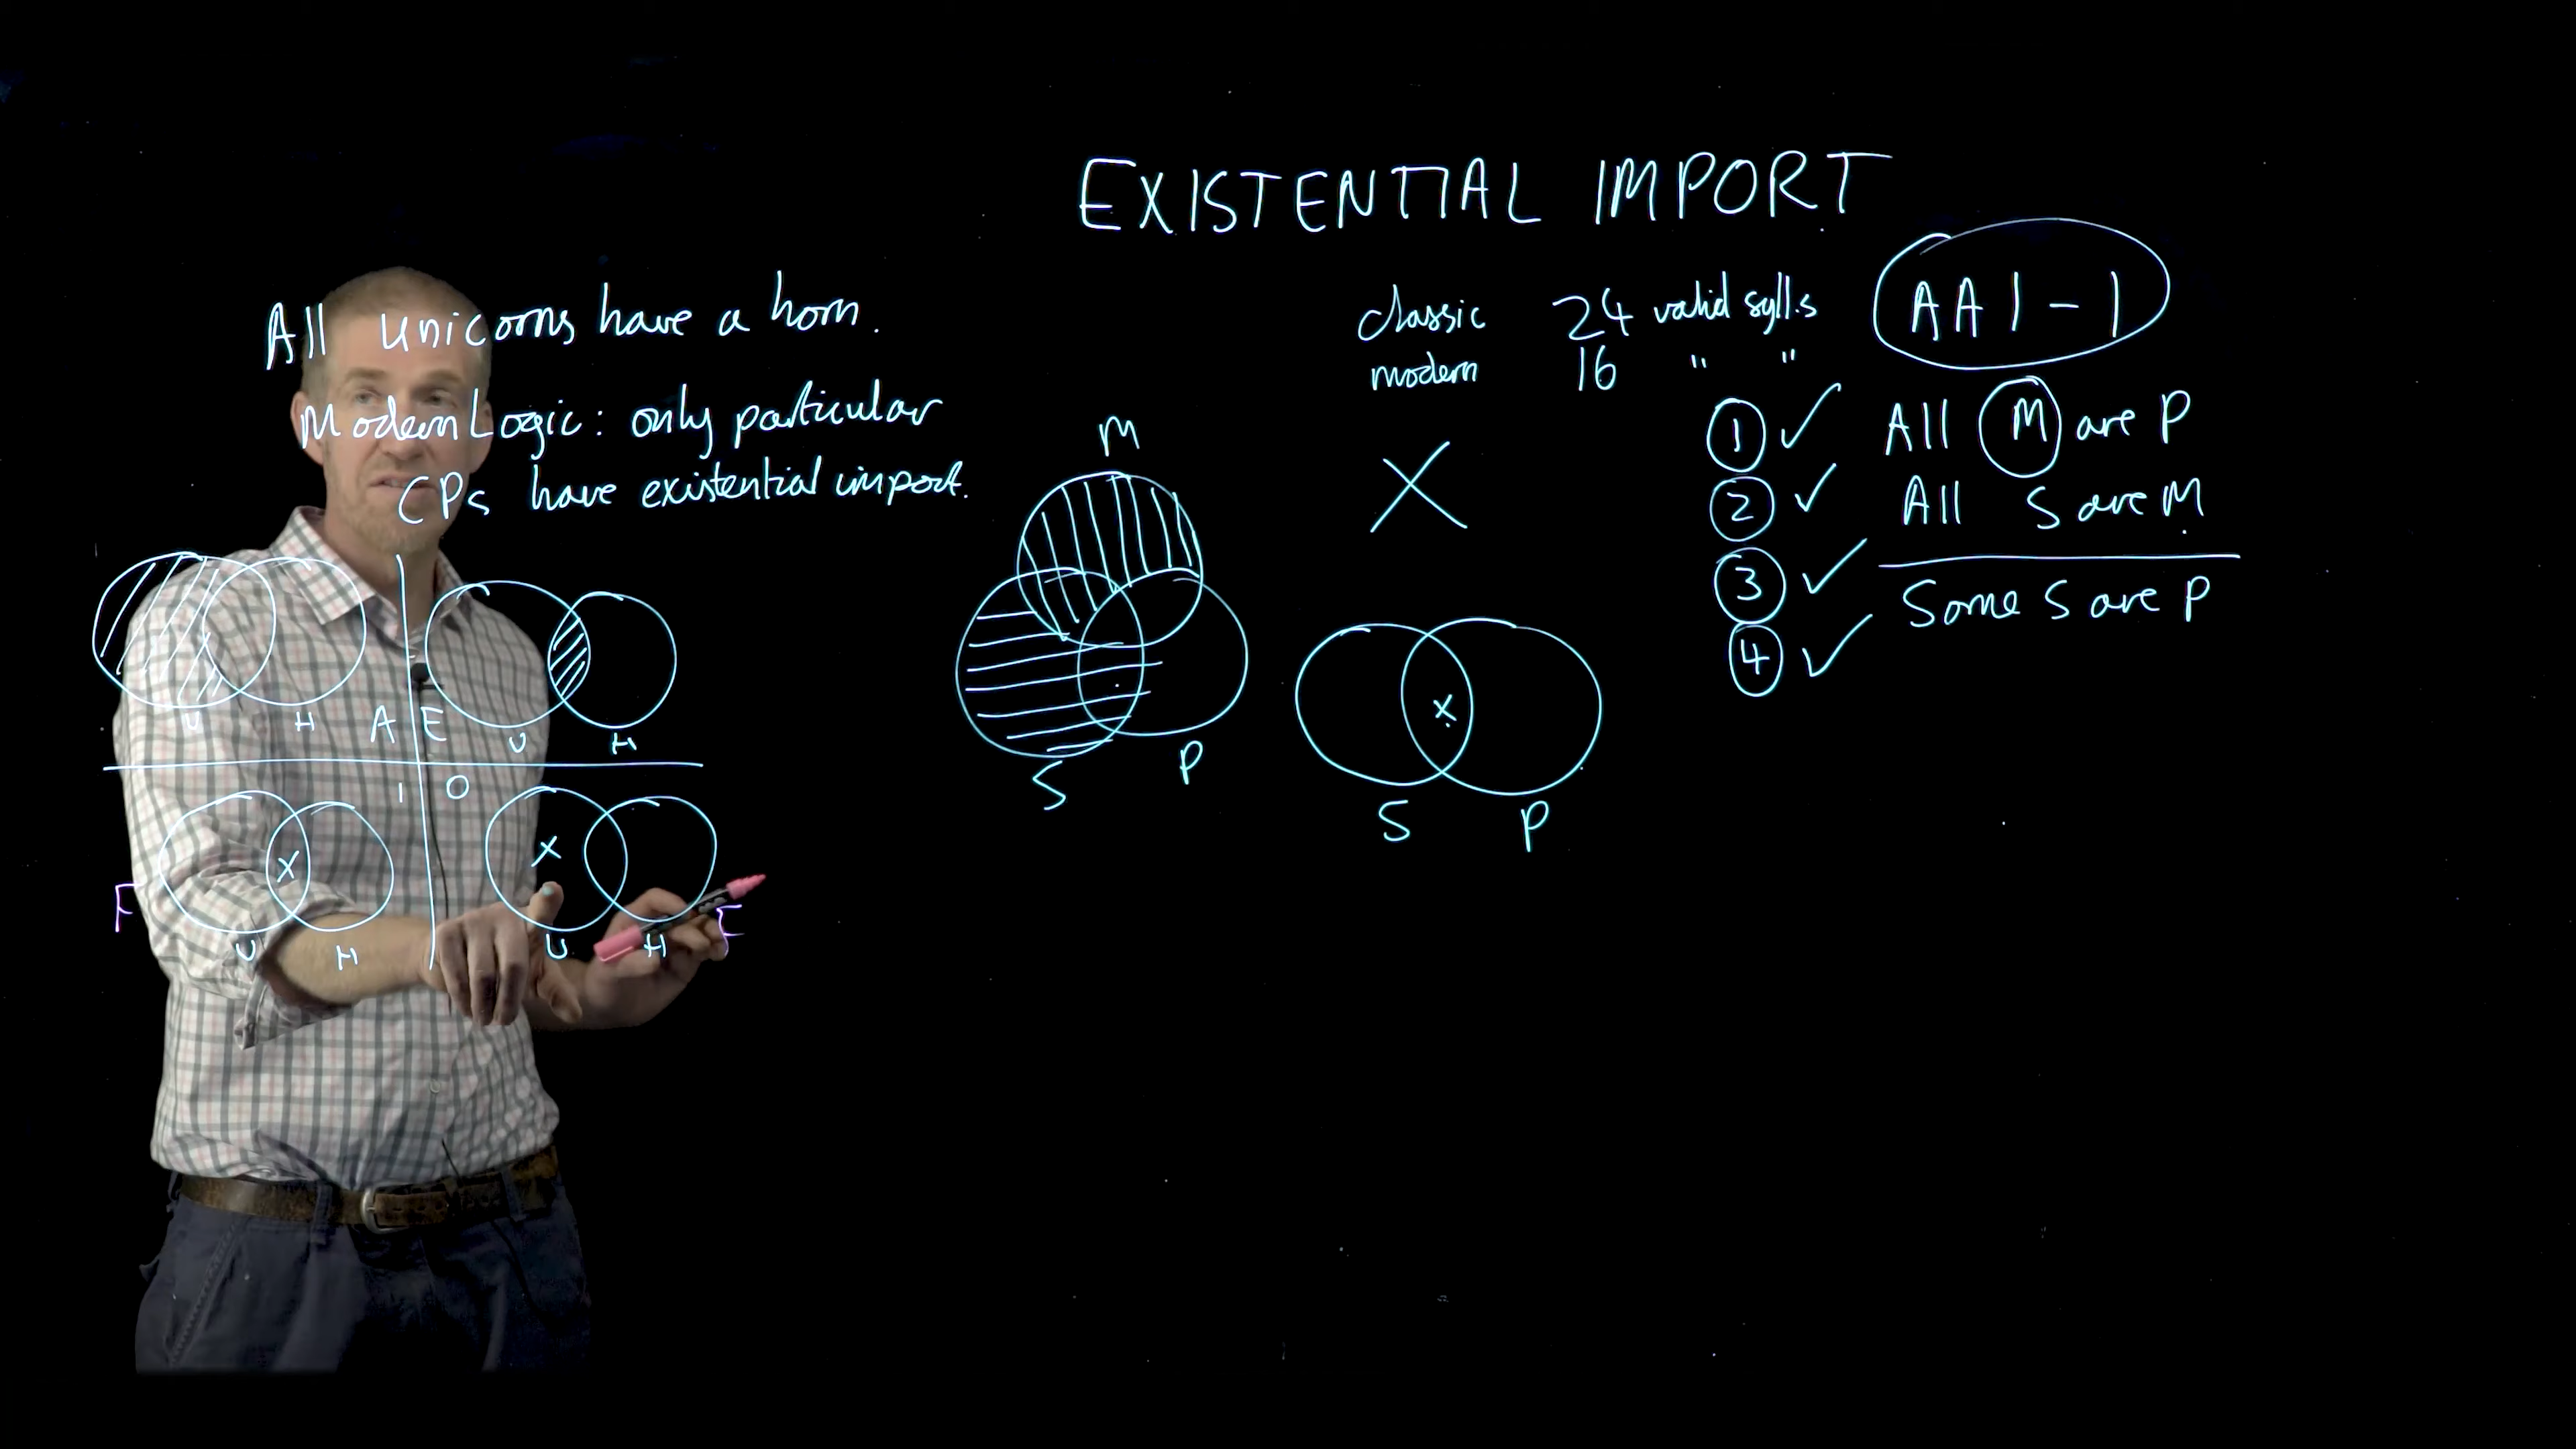 EXISTENTIAL IMPORT
All unicorns have a horn.
Modern Logic: only particular
CPs have existential import.
U H A E U H
I O
F U H U H F
classic 24 valid sylls
modern 16 " "
M
S P
X
S P
AAI-1
1 ✓ All M are P
2 ✓ All S are M
3 ✓ Some S are P
4 ✓